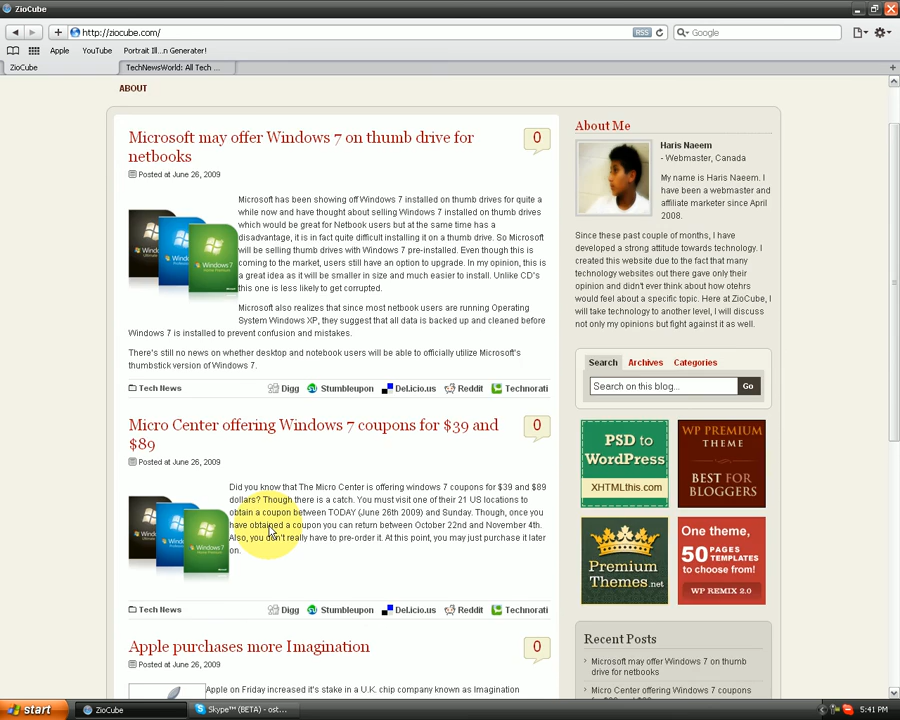 ZioCube
http://ziocube.com/
RSS
Google
Apple
YouTube
Portrait Ill...n Generater!
ZioCube
TechNewsWorld: All Tech ...
ABOUT
Microsoft may offer Windows 7 on thumb drive for
netbooks
0
Posted at June 26, 2009
Microsoft has been showing off Windows 7 installed on thumb drives for quite a
while now and have thought about selling Windows 7 installed on thumb drives
which would be great for Netbook users but at the same time has a
disadvantage, it is in fact quite difficult installing it on a thumb drive. So Microsoft
will be selling thumb drives with Windows 7 pre-installed. Even though this is
coming to the market, users still have an option to upgrade. In my opinion, this is
a great idea as it will be smaller in size and much easier to install. Unlike CD's
this one is less likely to get corrupted.
Microsoft also realizes that since most netbook users are running Operating
System Windows XP, they suggest that all data is backed up and cleaned before
Windows 7 is installed to prevent confusion and mistakes.
There's still no news on whether desktop and notebook users will be able to officially utilize Microsoft's
thumbstick version of Windows 7.
Tech News
Digg
Stumbleupon
Del.icio.us
Reddit
Technorati
Micro Center offering Windows 7 coupons for $39 and
$89
0
Posted at June 26, 2009
Did you know that The Micro Center is offering windows 7 coupons for $39 and $89
dollars? Though there is a catch. You must visit one of their 21 US locations to
obtain a coupon between TODAY (June 26th 2009) and Sunday. Though, once you
have obtained a coupon you can return between October 22nd and November 4th.
Also, you don't really have to pre-order it. At this point, you may just purchase it later
on.
Tech News
Digg
Stumbleupon
Del.icio.us
Reddit
Technorati
Apple purchases more Imagination
0
Posted at June 26, 2009
Apple on Friday increased it's stake in a U.K. chip company known as Imagination
About Me
Haris Naeem
- Webmaster, Canada
My name is Haris Naeem. I
have been a webmaster and
affiliate marketer since April
2008.
Since these past couple of months, I have
developed a strong attitude towards technology. I
created this website due to the fact that many
technology websites out there gave only their
opinion and didn't ever think about how otehrs
would feel about a specific topic. Here at ZioCube, I
will take technology to another level, I will discuss
not only my opinions but fight against it as well.
Search
Archives
Categories
Search on this blog...
Go
PSD to
WordPress
XHTMLthis.com
WP PREMIUM
THEME
BEST FOR
BLOGGERS
Premium
Themes.net
One theme,
50 PAGES
TEMPLATES
to choose from!
WP REMIX 2.0
Recent Posts
Microsoft may offer Windows 7 on thumb
drive for netbooks
Micro Center offering Windows 7 coupons
for $39 and $89
start
ZioCube
Skype™ (BETA) - ost...
5:41 PM